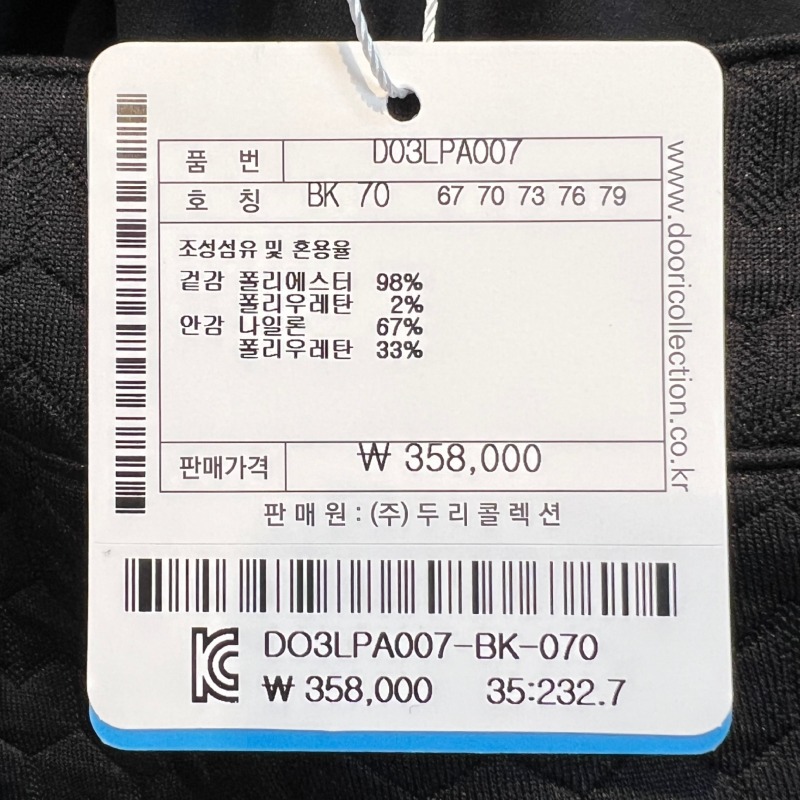 품 번 DO3LPA007
호 칭 BK 70 67 70 73 76 79
조성섬유 및 혼용율
겉감 폴리에스터 98%
폴리우레탄 2%
안감 나일론 67%
폴리우레탄 33%
판매가격 ₩ 358,000
판매원 : (주)두리콜렉션
www.dooricollection.co.kr
DO3LPA007-BK-070
₩ 358,000 35:232.7